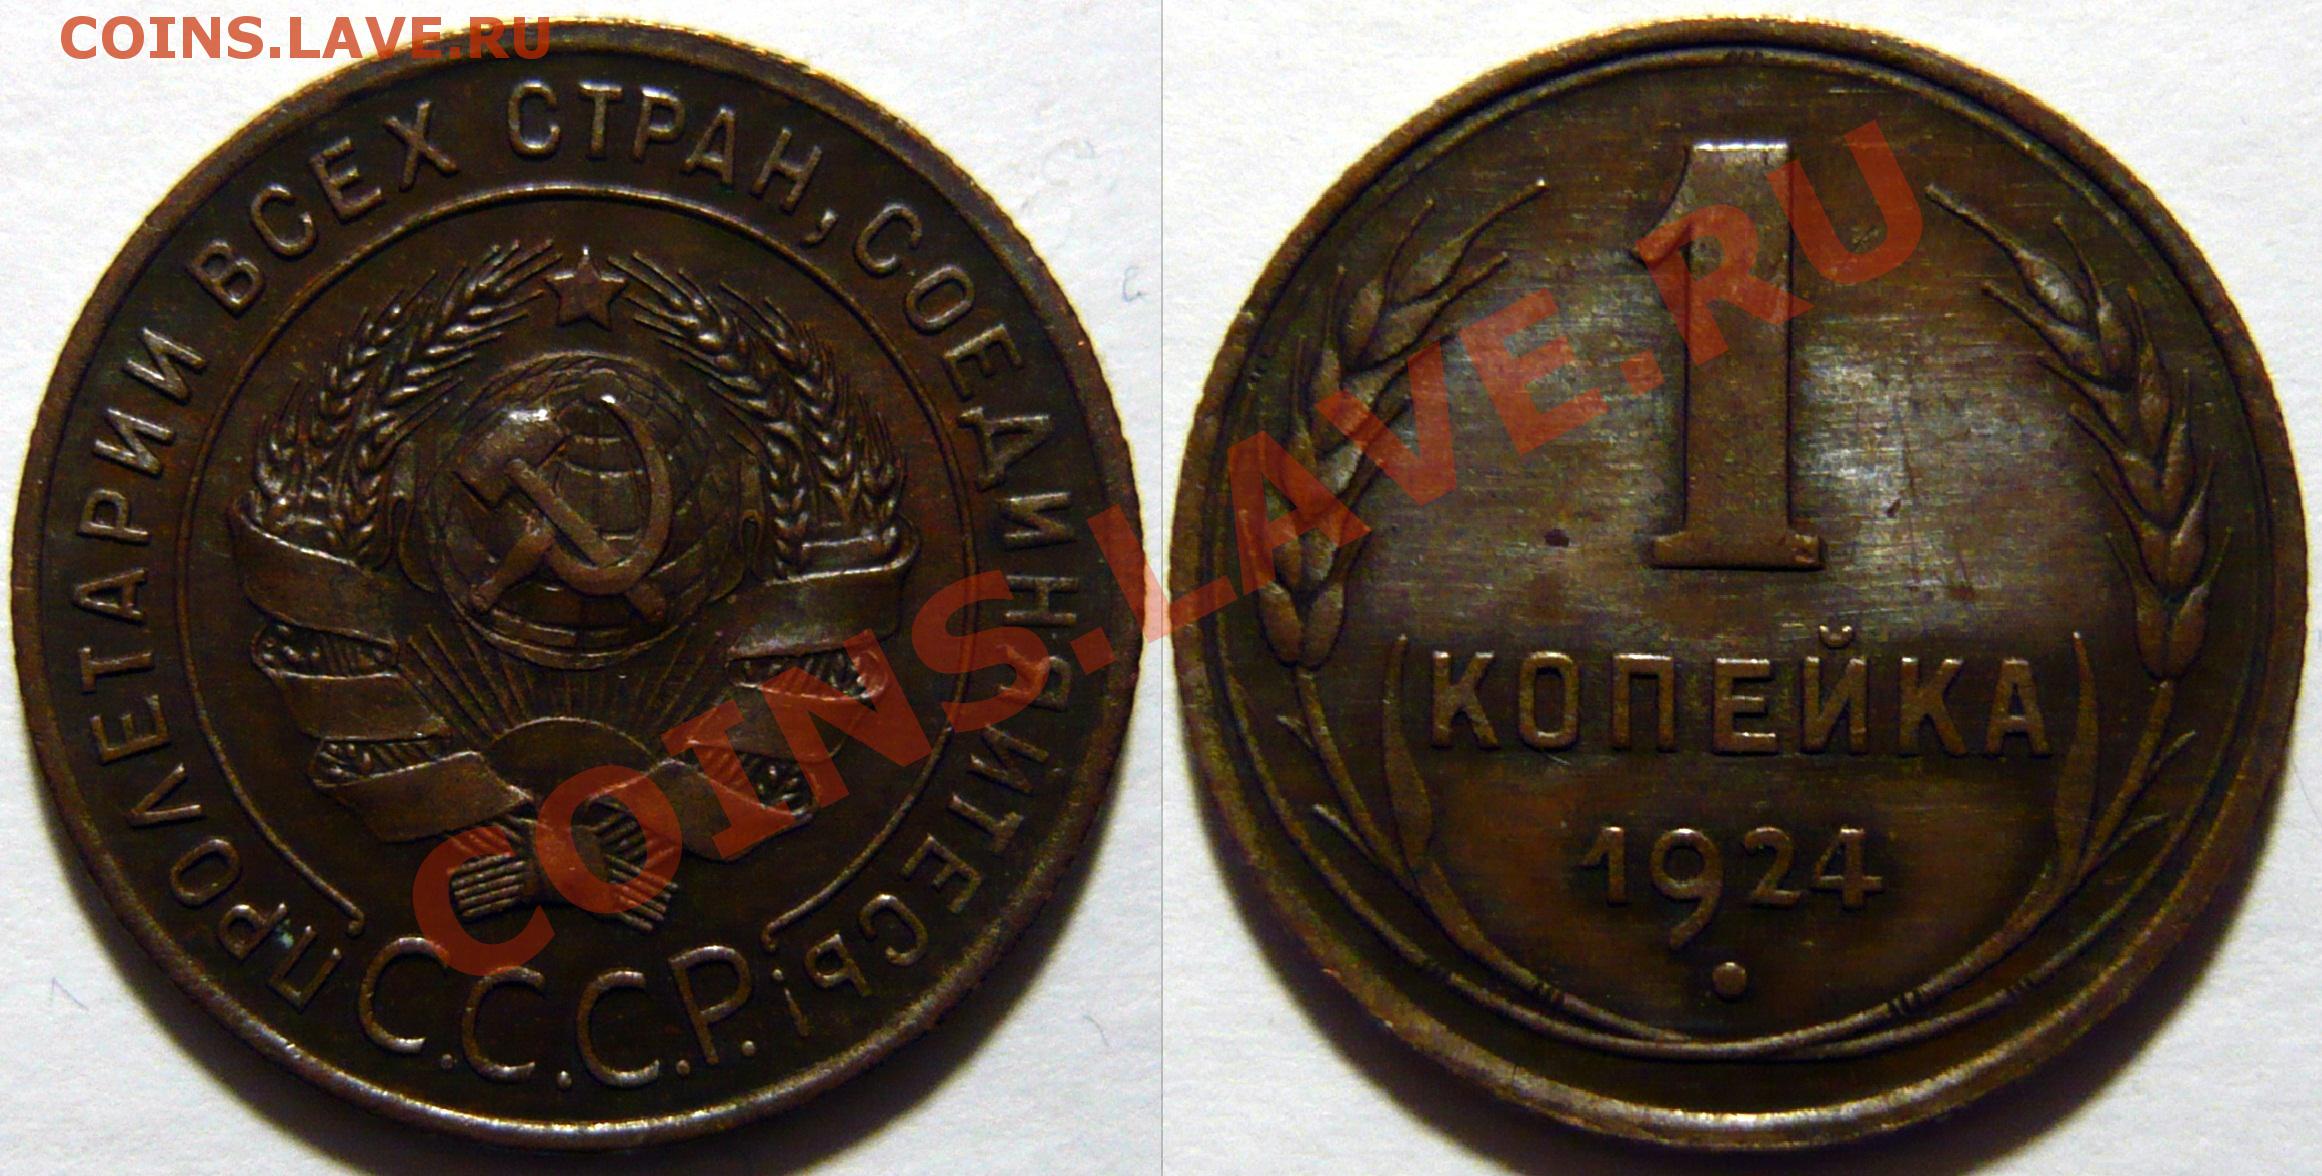 COINS.LAVE.RU
ПРОЛЕТАРИИ ВСЕХ СТРАН, СОЕДИНЯЙТЕСЬ!
С.С.С.Р.
1
КОПЕЙКА
1924
COINS.LAVE.RU